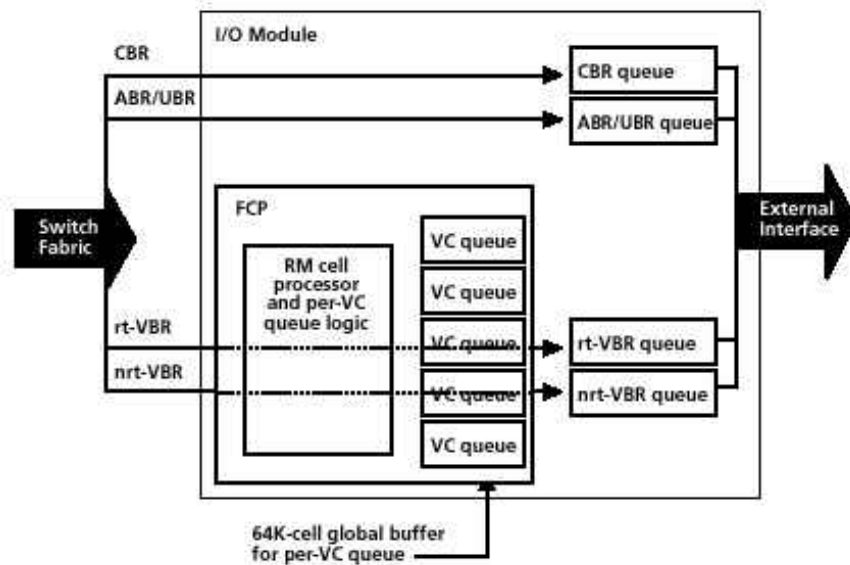 I/O Module
CBR
CBR queue
ABR/UBR
ABR/UBR queue
Switch
Fabric
External
Interface
FCP
RM cell
processor
and per-VC
queue logic
VC queue
VC queue
VC queue
VC queue
VC queue
rt-VBR
rt-VBR queue
nrt-VBR
nrt-VBR queue
64K-cell global buffer
for per-VC queue